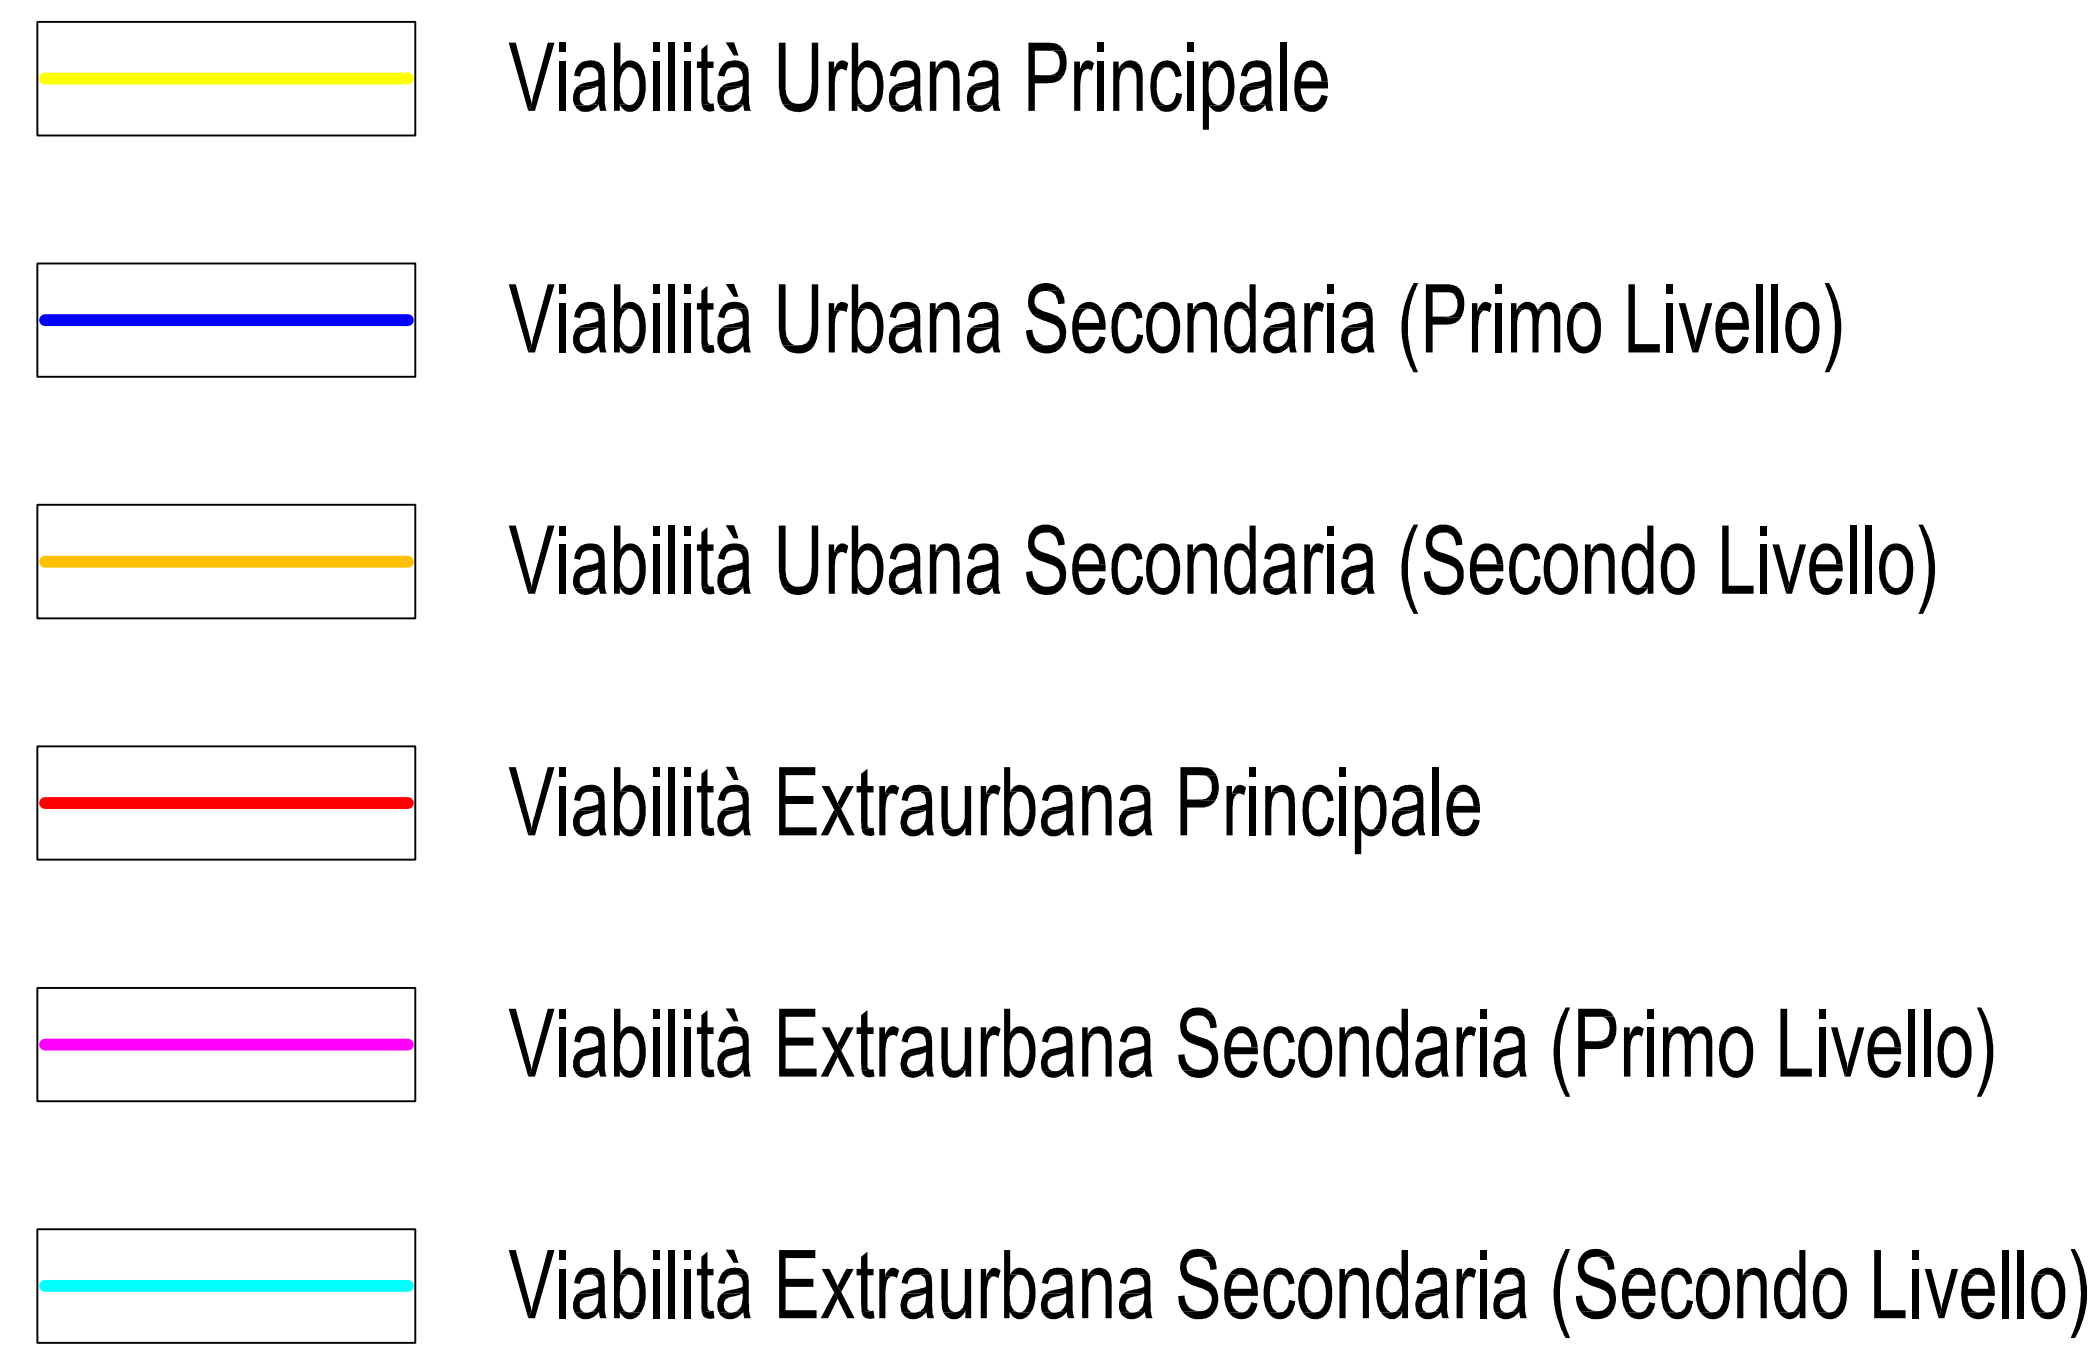 Viabilità Urbana Principale
Viabilità Urbana Secondaria (Primo Livello)
Viabilità Urbana Secondaria (Secondo Livello)
Viabilità Extraurbana Principale
Viabilità Extraurbana Secondaria (Primo Livello)
Viabilità Extraurbana Secondaria (Secondo Livello)